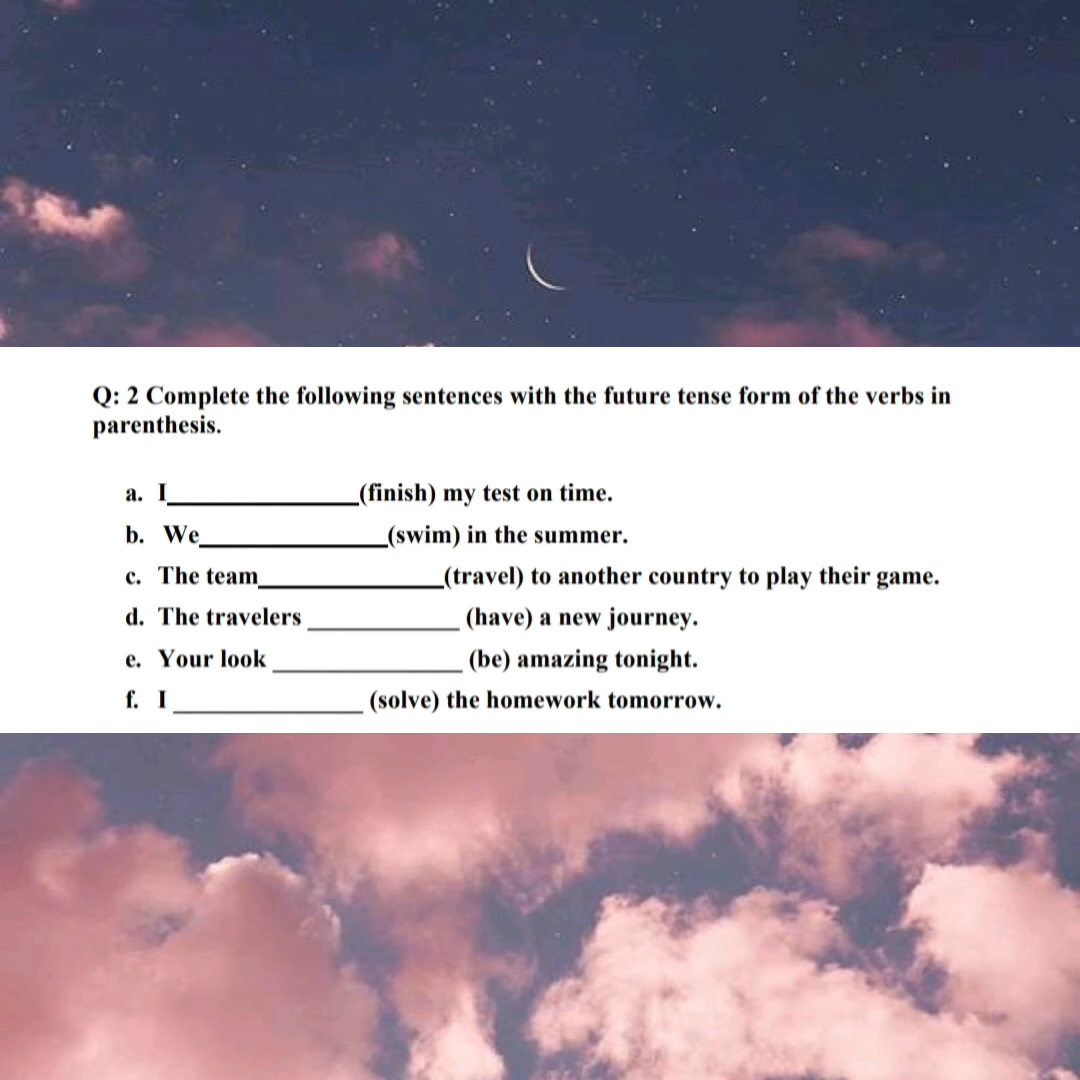 Q: 2 Complete the following sentences with the future tense form of the verbs in
parenthesis.
a. I_______________(finish) my test on time.
b. We_______________(swim) in the summer.
c. The team_______________(travel) to another country to play their game.
d. The travelers ____________ (have) a new journey.
e. Your look _______________ (be) amazing tonight.
f. I _______________ (solve) the homework tomorrow.